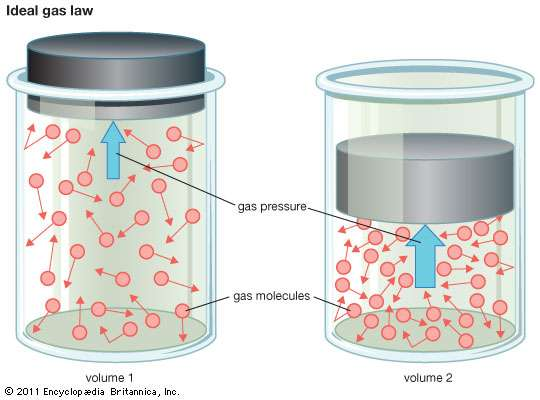 Ideal gas law
gas pressure
gas molecules
volume 1
volume 2
© 2011 Encyclopædia Britannica, Inc.